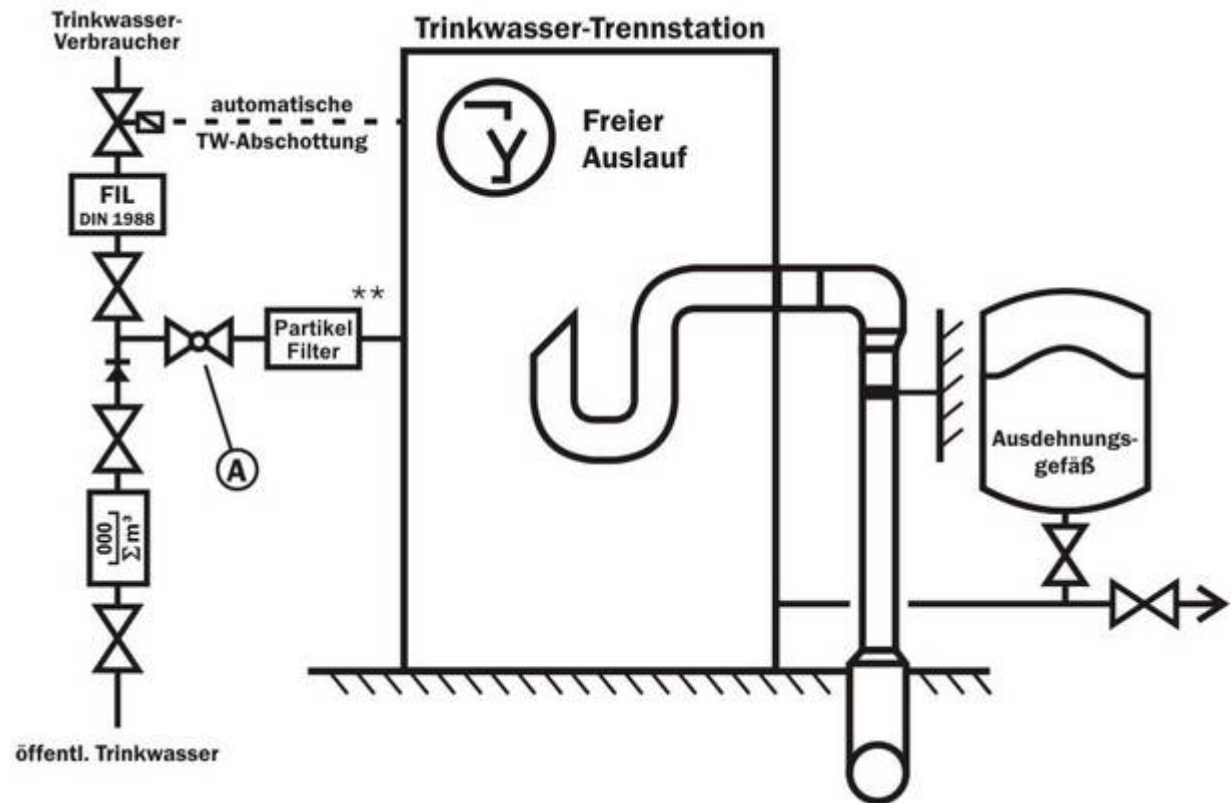 Trinkwasser-
Verbraucher
Trinkwasser-Trennstation
automatische
TW-Abschottung
Freier
Auslauf
FIL
DIN 1988
**
Partikel
Filter
A
Ausdehnungs-
gefäß
000
∑ m³
öffentl. Trinkwasser